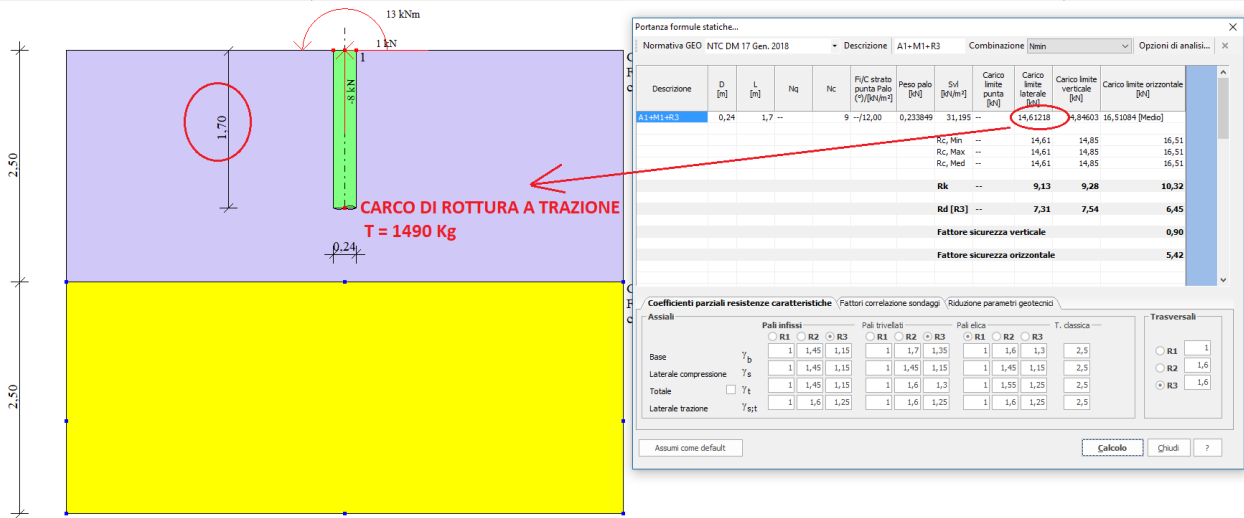 13 kNm
1 kN
1
-8 kN
1,70
2,50
CARCO DI ROTTURA A TRAZIONE
T = 1490 Kg
0,24
2,50
C
F
c
C
F
c
Portanza formule statiche...
Normativa GEO NTC DM 17 Gen. 2018 Descrizione A1+M1+R3 Combinazione Nmin Opzioni di analisi...
Descrizione D [m] L [m] Nq Nc Fi/C strato punta Palo (°)/[kN/m²] Peso palo [kN] Svl [kN/m²] Carico limite punta [kN] Carico limite laterale [kN] Carico limite verticale [kN] Carico limite orizzontale [kN]
A1+M1+R3 0,24 1,7 -- 9 --/12,00 0,233849 31,195 -- 14,61218 4,84603 16,51084 [Medio]
Rc, Min -- 14,61 14,85 16,51
Rc, Max -- 14,61 14,85 16,51
Rc, Med -- 14,61 14,85 16,51
Rk -- 9,13 9,28 10,32
Rd [R3] -- 7,31 7,54 6,45
Fattore sicurezza verticale 0,90
Fattore sicurezza orizzontale 5,42
Coefficienti parziali resistenze caratteristiche Fattori correlazione sondaggi Riduzione parametri geotecnici
Assiali Trasversali
Pali infissi Pali trivellati Pali elica T. classica
R1 R2 R3 R1 R2 R3 R1 R2 R3
Base γb 1 1,45 1,15 1 1,7 1,35 1 1,6 1,3 2,5
Laterale compressione γs 1 1,45 1,15 1 1,45 1,15 1 1,45 1,15 2,5
Totale γt 1 1,45 1,15 1 1,6 1,3 1 1,55 1,25 2,5
Laterale trazione γs;t 1 1,6 1,25 1 1,6 1,25 1 1,6 1,25 2,5
R1 1
R2 1,6
R3 1,6
Assumi come default Calcolo Chiudi ?